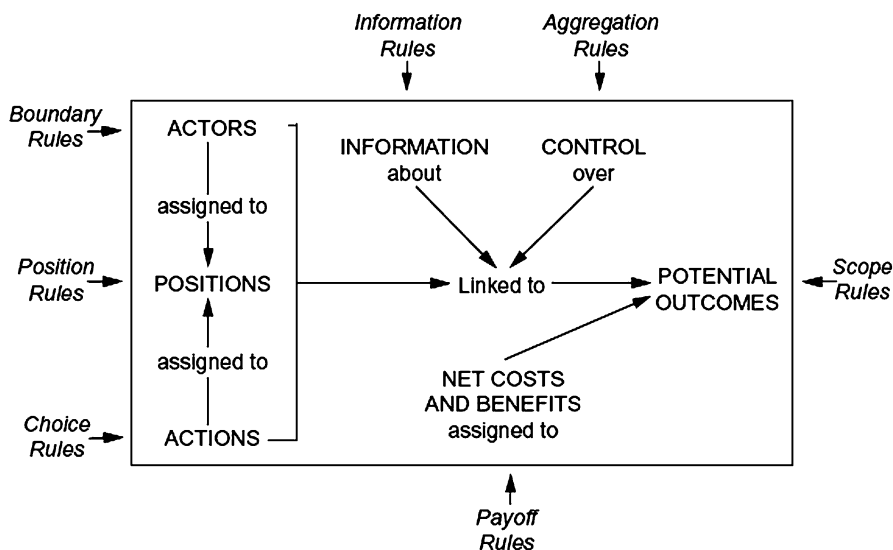 Information
Rules
Aggregation
Rules
Boundary
Rules
ACTORS
INFORMATION
about
CONTROL
over
assigned to
Position
Rules
POSITIONS
Linked to
POTENTIAL
OUTCOMES
Scope
Rules
assigned to
NET COSTS
AND BENEFITS
assigned to
Choice
Rules
ACTIONS
Payoff
Rules